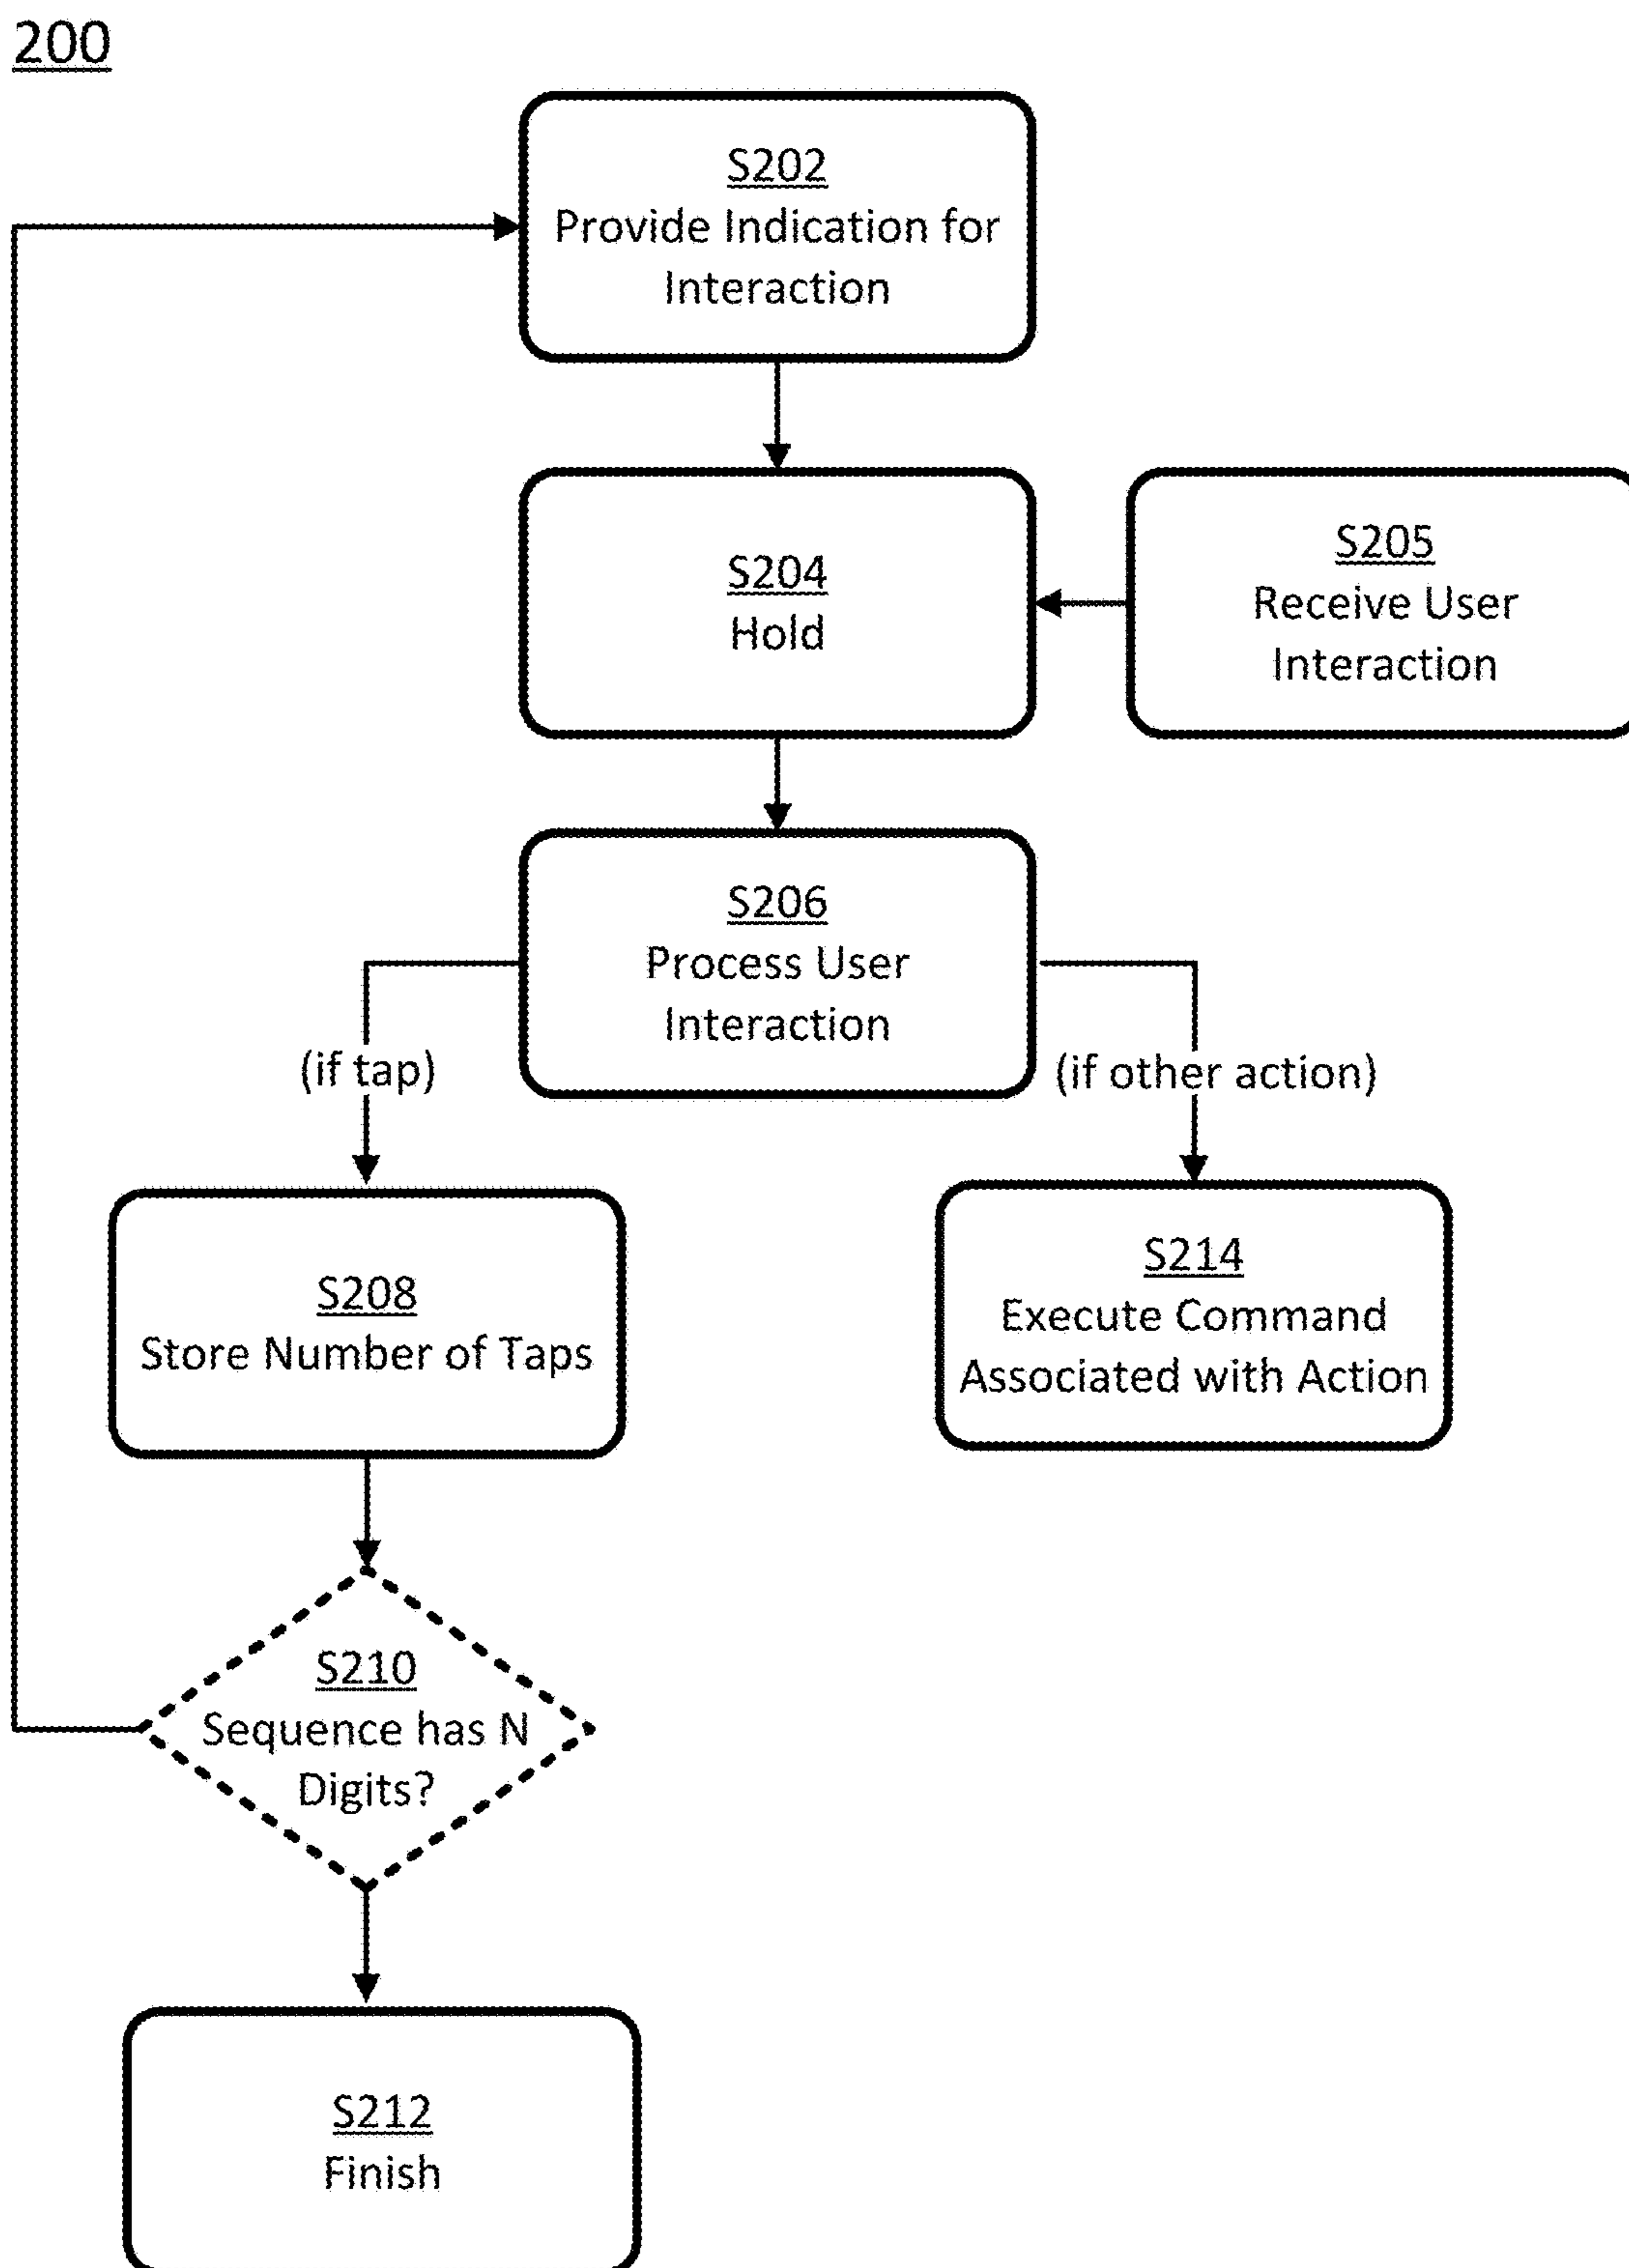 200
S202
Provide Indication for
Interaction
S204
Hold
S205
Receive User
Interaction
S206
Process User
Interaction
(if tap)
(if other action)
S208
Store Number of Taps
S214
Execute Command
Associated with Action
S210
Sequence has N
Digits?
S212
Finish